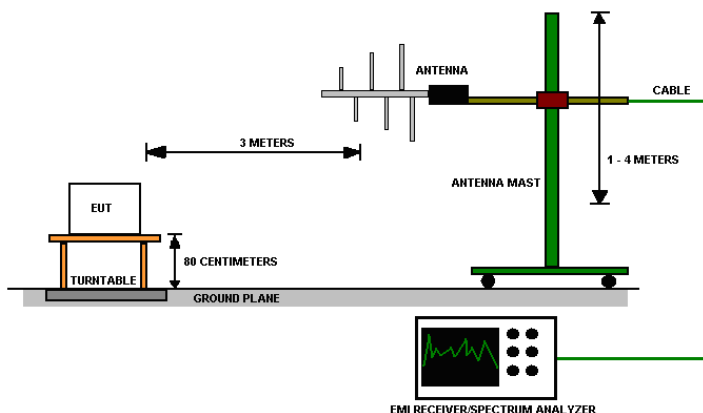 ANTENNA
CABLE
3 METERS
1 - 4 METERS
ANTENNA MAST
EUT
80 CENTIMETERS
TURNTABLE
GROUND PLANE
EMI RECEIVER/SPECTRUM ANALYZER